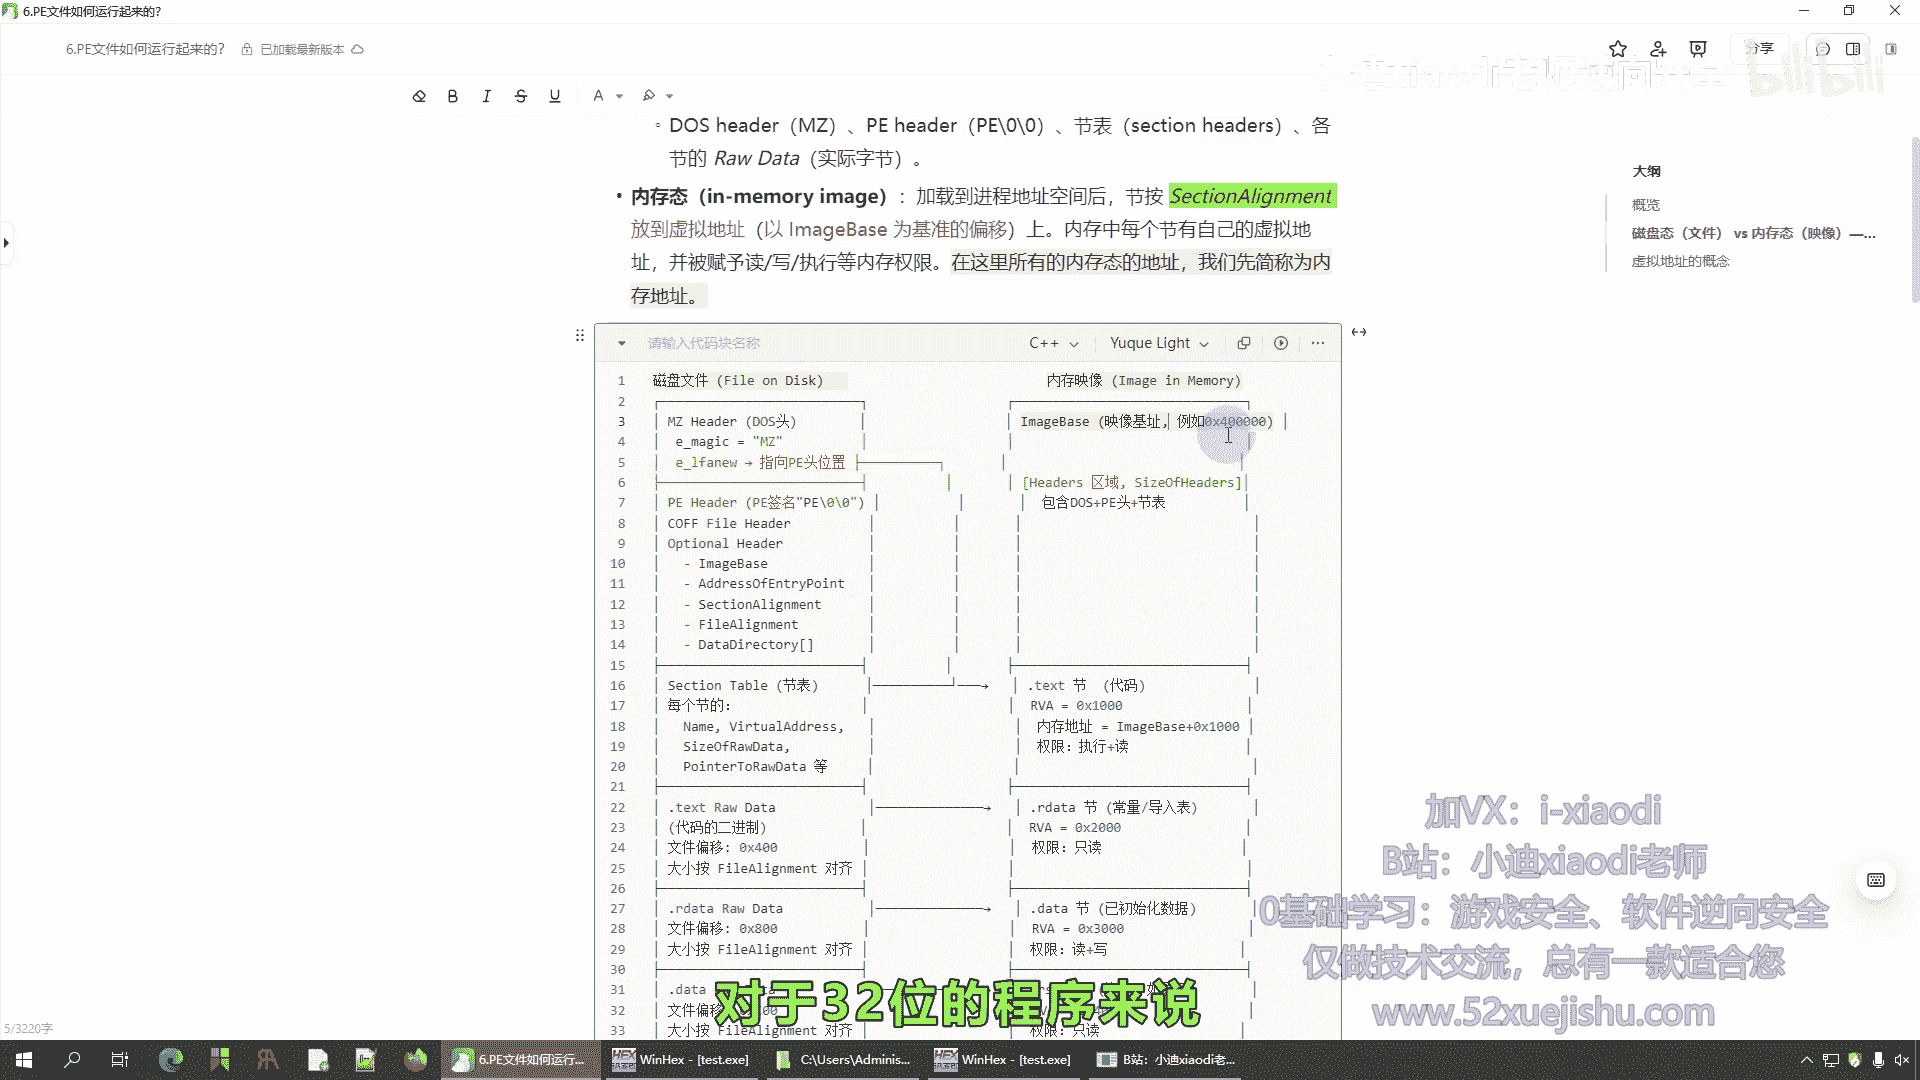 6.PE文件如何运行起来的?
6.PE文件如何运行起来的? 已加载最新版本
分享
bilibili
B I S U A
DOS header（MZ）、PE header（PE\0\0）、节表（section headers）、各
节的 Raw Data（实际字节）。
内存态（in-memory image）：加载到进程地址空间后，节按 SectionAlignment
放到虚拟地址（以 ImageBase 为基准的偏移）上。内存中每个节有自己的虚拟地
址，并被赋予读/写/执行等内存权限。在这里所有的内存态的地址，我们先简称为内
存地址。
大纲
概览
磁盘态（文件） vs 内存态（映像）—...
虚拟地址的概念
请输入代码块名称 C++ Yuque Light
1 磁盘文件 (File on Disk) 内存映像 (Image in Memory)
2
3 MZ Header (DOS头) ImageBase (映像基址, 例如0x400000)
4 e_magic = "MZ"
5 e_lfanew → 指向PE头位置
6 [Headers 区域, SizeOfHeaders]
7 PE Header (PE签名"PE\0\0") 包含DOS+PE头+节表
8 COFF File Header
9 Optional Header
10 - ImageBase
11 - AddressOfEntryPoint
12 - SectionAlignment
13 - FileAlignment
14 - DataDirectory[]
15
16 Section Table (节表) → .text 节 (代码)
17 每个节的: RVA = 0x1000
18 Name, VirtualAddress, 内存地址 = ImageBase+0x1000
19 SizeOfRawData, 权限: 执行+读
20 PointerToRawData 等
21
22 .text Raw Data → .rdata 节 (常量/导入表)
23 (代码的二进制) RVA = 0x2000
24 文件偏移: 0x400 权限: 只读
25 大小按 FileAlignment 对齐
26
27 .rdata Raw Data → .data 节 (已初始化数据)
28 文件偏移: 0x800 RVA = 0x3000
29 大小按 FileAlignment 对齐 权限: 读+写
30
31 .data
32 文件偏移
33 大小按 FileAlignment 对齐 权限: 只读
对于32位的程序来说
加VX：i-xiaodi
B站：小迪xiaodi老师
0基础学习：游戏安全、软件逆向安全
仅做技术交流，总有一款适合您
www.52xuejishu.com
5/3220字
6.PE文件如何运行... WinHex - [test.exe] C:\Users\Adminis... WinHex - [test.exe] B站：小迪xiaodi老...